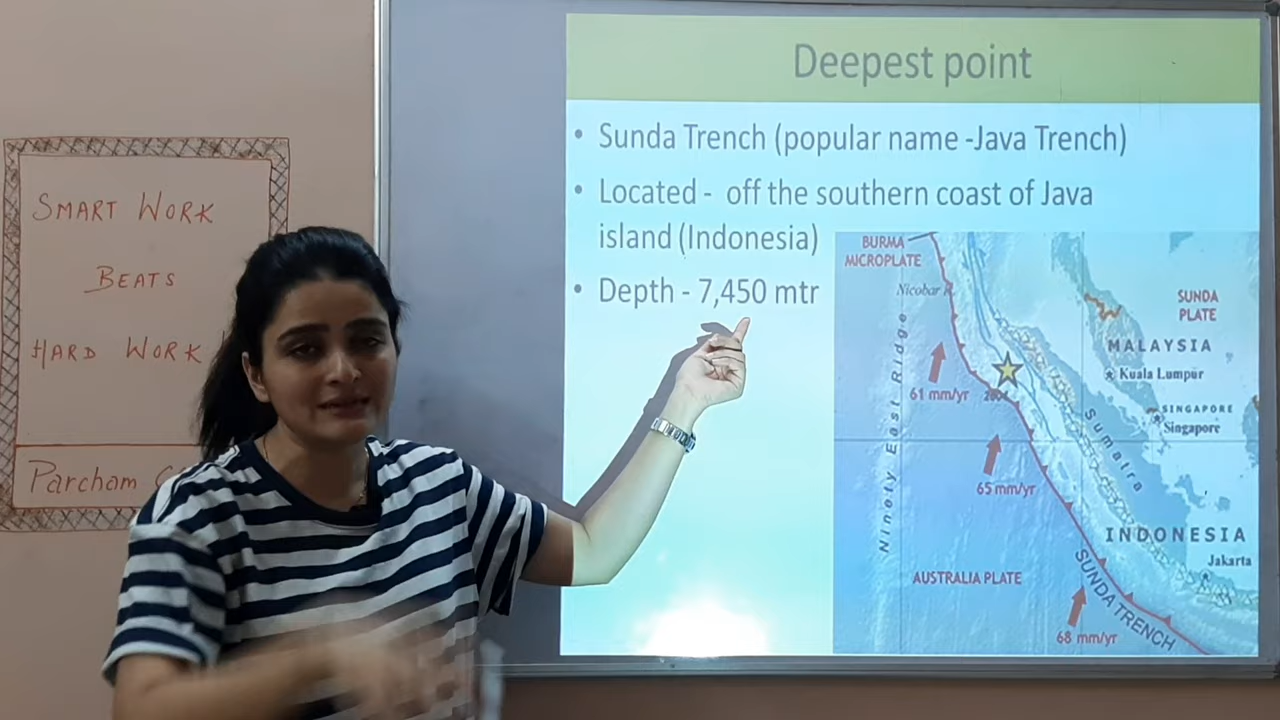 SMART WORK
BEATS
HARD WORK
Parcham
Deepest point
• Sunda Trench (popular name -Java Trench)
• Located - off the southern coast of Java
island (Indonesia)
• Depth - 7,450 mtr
BURMA
MICROPLATE
Nicobar
SUNDA
PLATE
MALAYSIA
Kuala Lumpur
61 mm/yr
2004
SINGAPORE
Singapore
Ninety East Ridge
Sumatra
65 mm/yr
INDONESIA
Jakarta
AUSTRALIA PLATE
SUNDA TRENCH
68 mm/yr